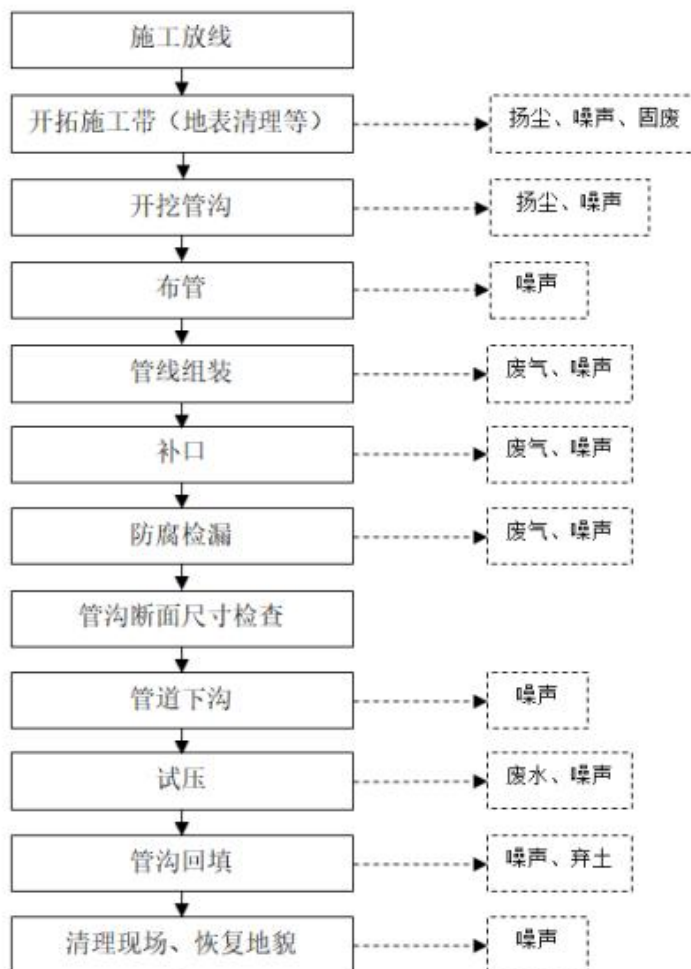 施工放线
开拓施工带（地表清理等）
扬尘、噪声、固废
开挖管沟
扬尘、噪声
布管
噪声
管线组装
废气、噪声
补口
废气、噪声
防腐检漏
废气、噪声
管沟断面尺寸检查
管道下沟
噪声
试压
废水、噪声
管沟回填
噪声、弃土
清理现场、恢复地貌
噪声